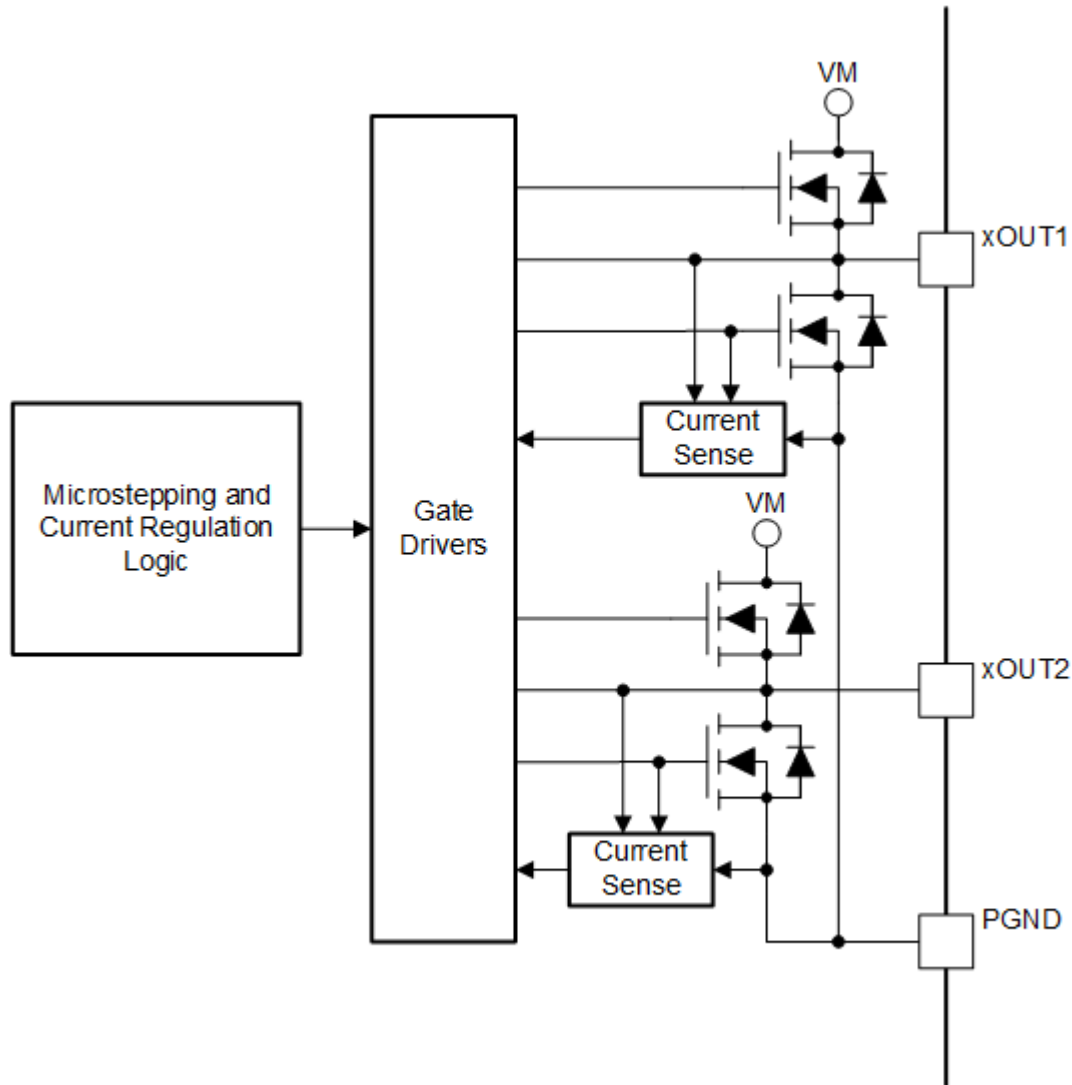 VM
xOUT1
Current
Sense
Microstepping and
Current Regulation
Logic
Gate
Drivers
VM
xOUT2
Current
Sense
PGND